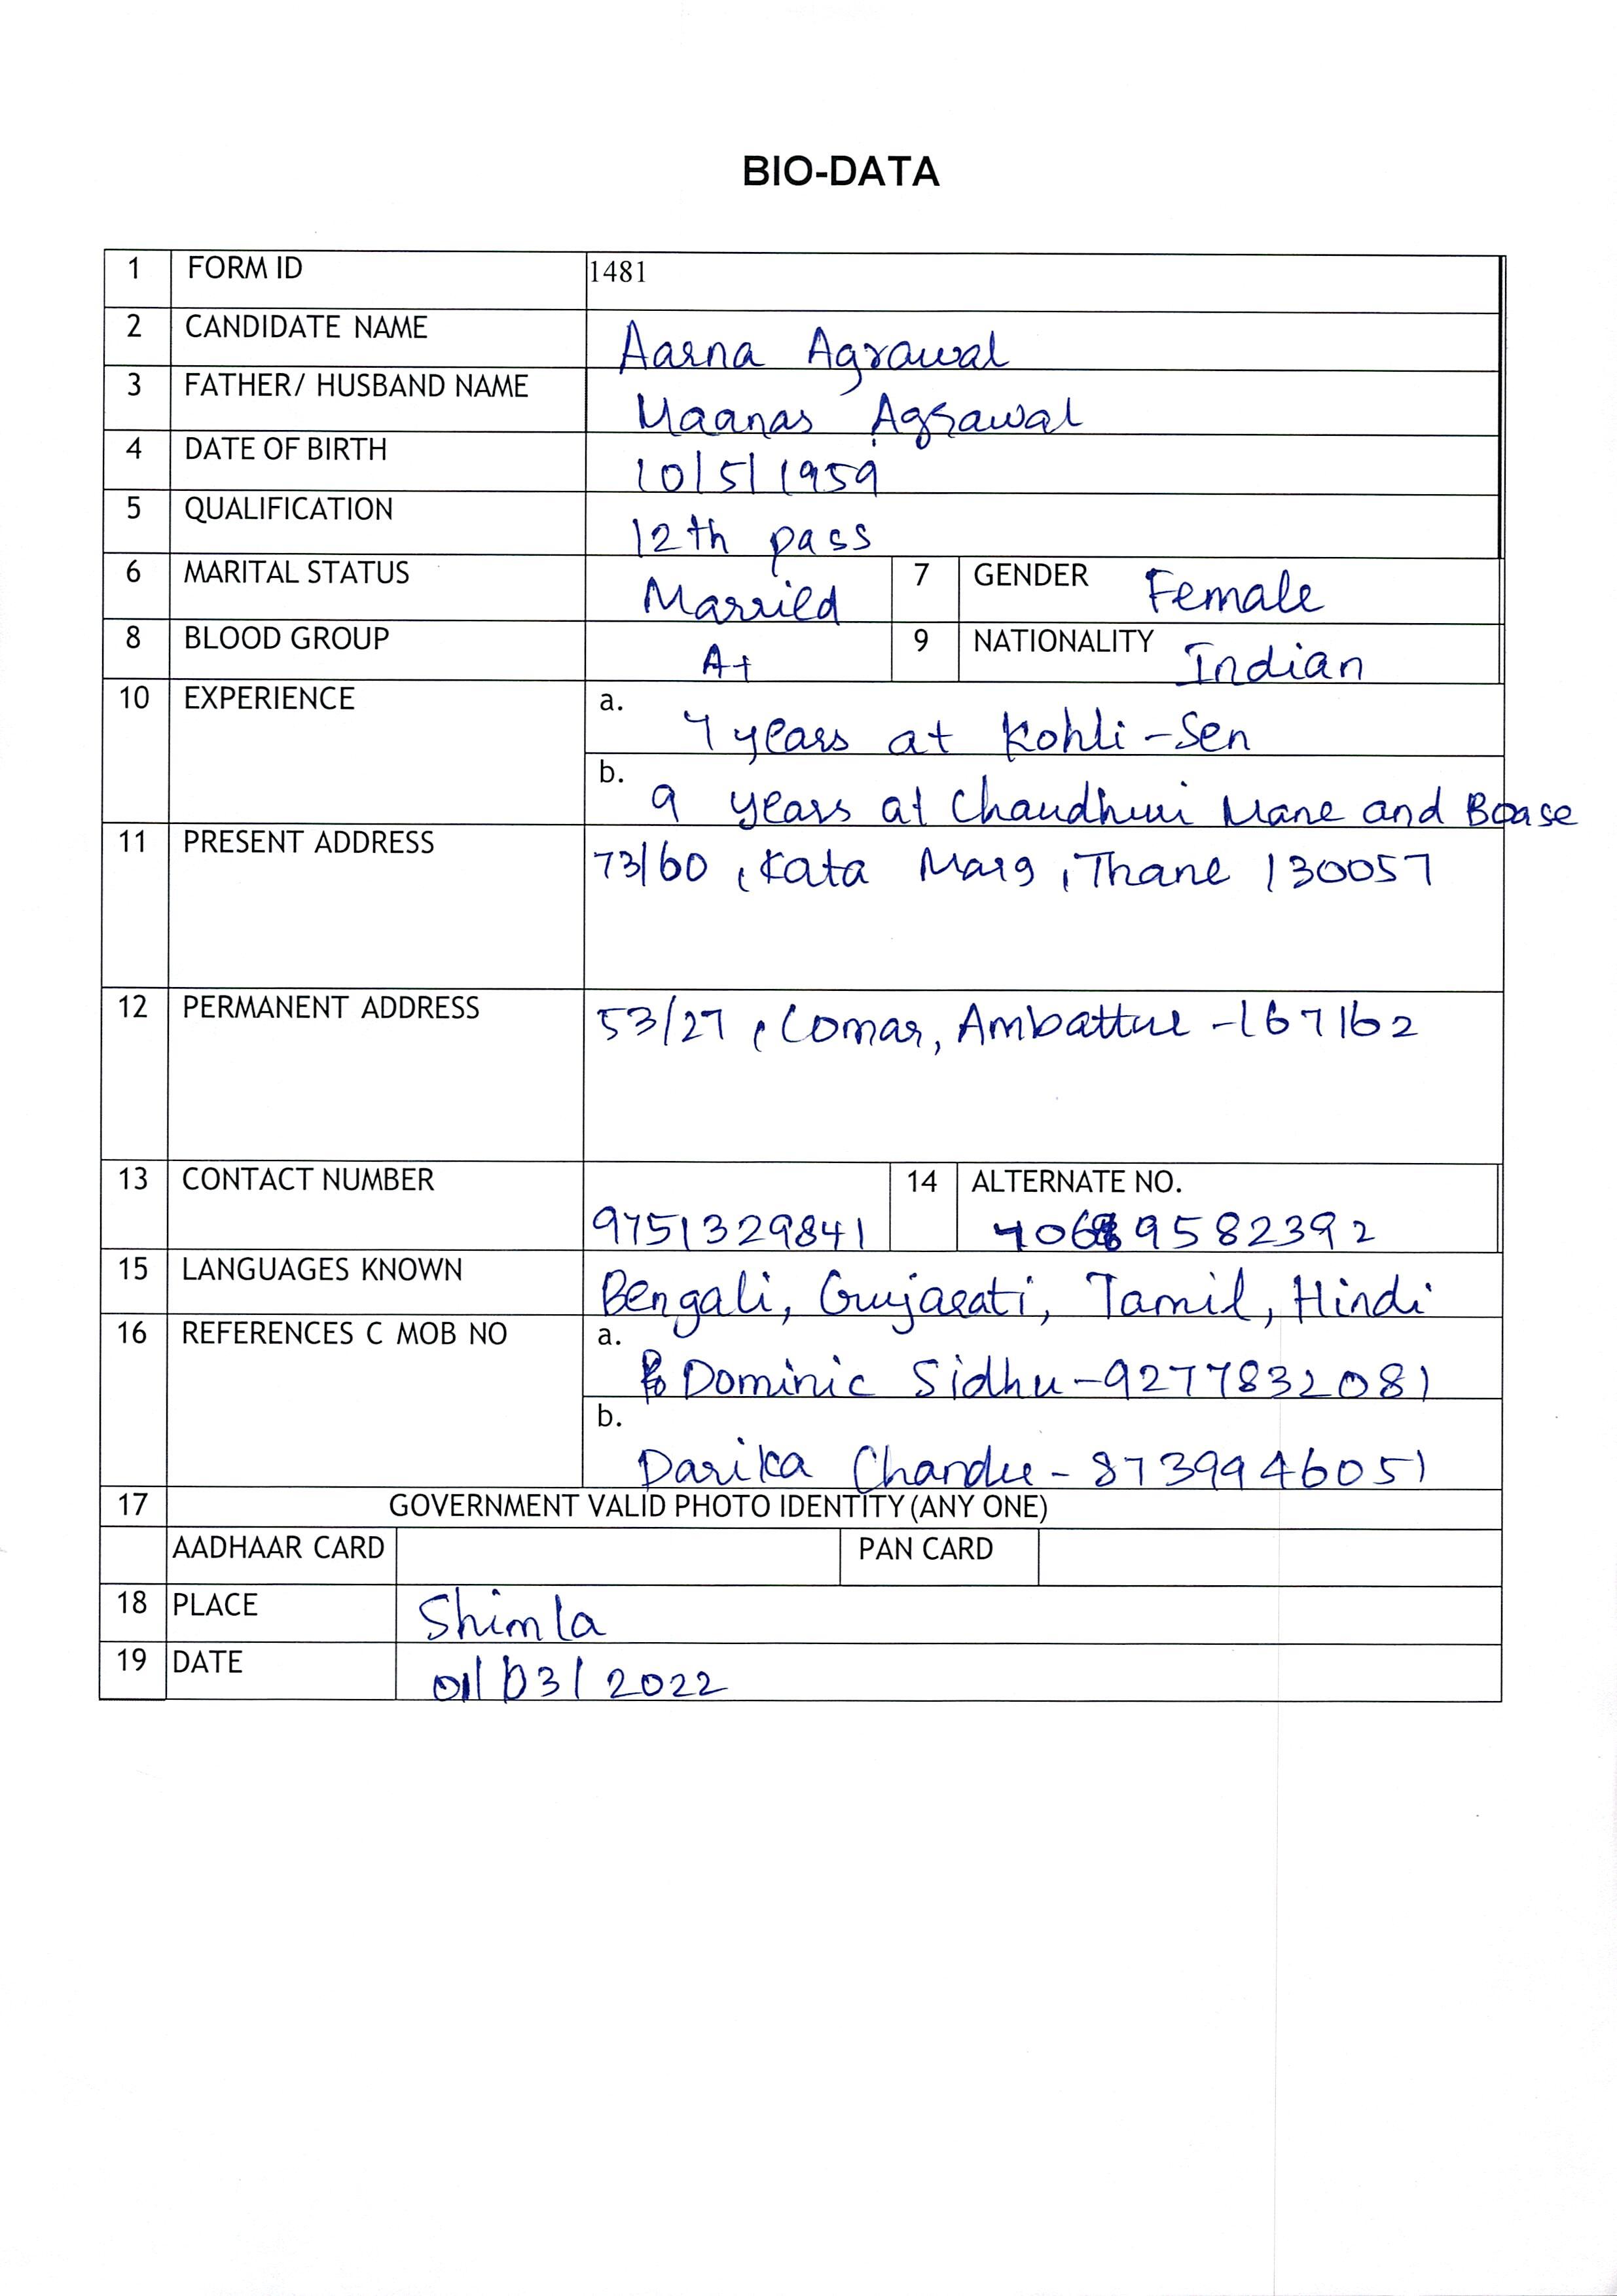 BIO-DATA
1 FORM ID 1481
2 CANDIDATE NAME Aarna Agrawal
3 FATHER/ HUSBAND NAME Maanas Agrawal
4 DATE OF BIRTH 10/5/1959
5 QUALIFICATION 12th pass
6 MARITAL STATUS Married 7 GENDER Female
8 BLOOD GROUP A+ 9 NATIONALITY Indian
10 EXPERIENCE a. 7 years at Kohli-Sen
b. 9 years at Chaudhuri Mane and Boase
11 PRESENT ADDRESS 73/60, Kata Marg, Thane 130057
12 PERMANENT ADDRESS 53/27, Comar, Ambattur -167162
13 CONTACT NUMBER 9751329841 14 ALTERNATE NO.
15 LANGUAGES KNOWN Bengali, Gujarati, Tamil, Hindi
16 REFERENCES C MOB NO a. Dominic Sidhu-9277832081
b. Darika Chander- 8739946051
17 GOVERNMENT VALID PHOTO IDENTITY (ANY ONE)
AADHAAR CARD PAN CARD
18 PLACE Shimla
19 DATE 01/03/2022